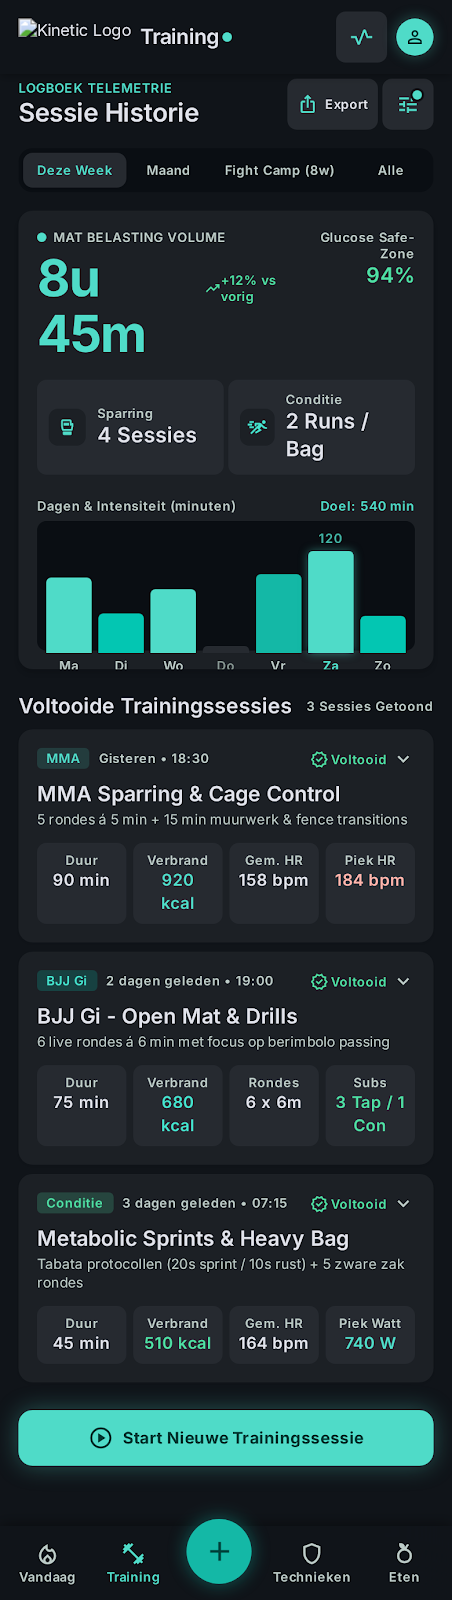 Kinetic Logo
Training
LOGBOEK TELEMETRIE
Sessie Historie
Export
Deze Week
Maand
Fight Camp (8w)
Alle
MAT BELASTING VOLUME
8u
45m
+12% vs
vorig
Glucose Safe-
Zone
94%
Sparring
4 Sessies
Conditie
2 Runs /
Bag
Dagen & Intensiteit (minuten)
Doel: 540 min
120
Ma
Di
Wo
Do
Vr
Za
Zo
Voltooide Trainingssessies
3 Sessies Getoond
MMA
Gisteren • 18:30
Voltooid
MMA Sparring & Cage Control
5 rondes á 5 min + 15 min muurwerk & fence transitions
Duur
90 min
Verbrand
920
kcal
Gem. HR
158 bpm
Piek HR
184 bpm
BJJ Gi
2 dagen geleden • 19:00
Voltooid
BJJ Gi - Open Mat & Drills
6 live rondes á 6 min met focus op berimbolo passing
Duur
75 min
Verbrand
680
kcal
Rondes
6 x 6m
Subs
3 Tap / 1
Con
Conditie
3 dagen geleden • 07:15
Voltooid
Metabolic Sprints & Heavy Bag
Tabata protocollen (20s sprint / 10s rust) + 5 zware zak
rondes
Duur
45 min
Verbrand
510 kcal
Gem. HR
164 bpm
Piek Watt
740 W
Start Nieuwe Trainingssessie
Vandaag
Training
Technieken
Eten